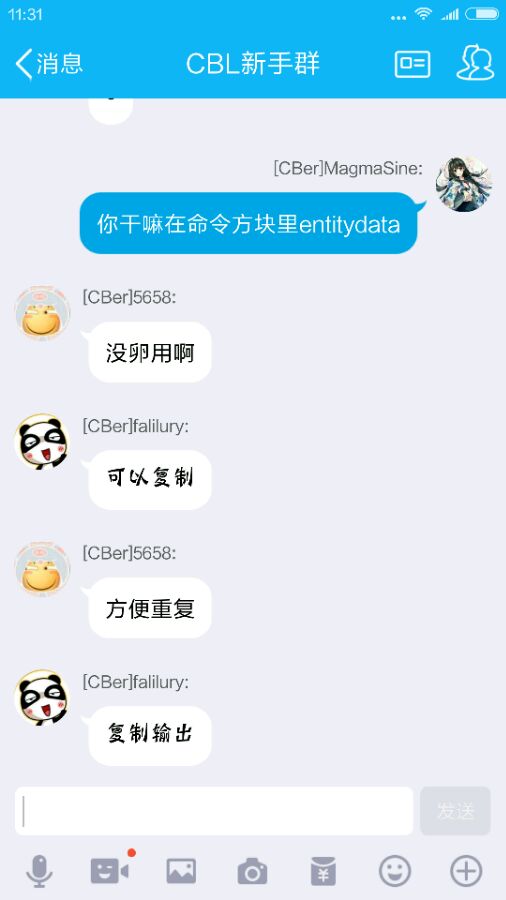 11:31
消息
CBL新手群
[CBer]MagmaSine:
你干嘛在命令方块里entitydata
[CBer]5658:
没卵用啊
[CBer]falilury:
可以复制
[CBer]5658:
方便重复
[CBer]falilury:
复制输出
发送
¥